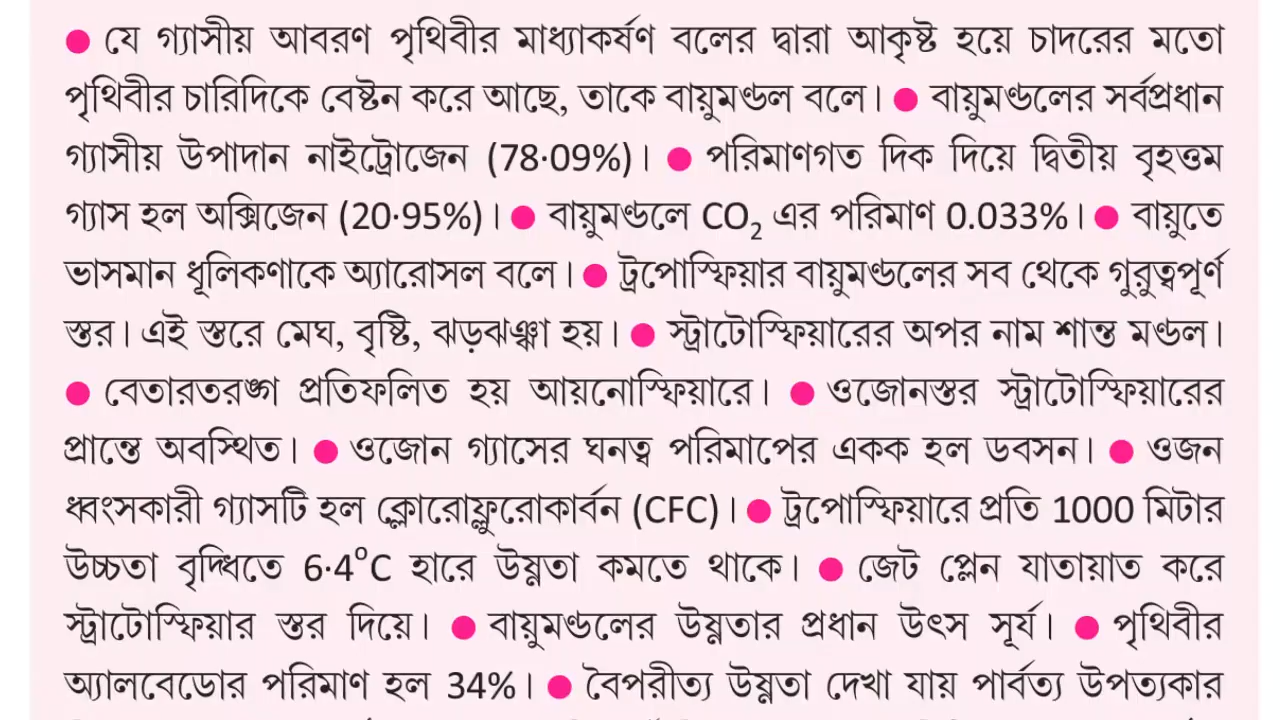 ● যে গ্যাসীয় আবরণ পৃথিবীর মাধ্যাকর্ষণ বলের দ্বারা আকৃষ্ট হয়ে চাদরের মতো
পৃথিবীর চারিদিকে বেষ্টন করে আছে, তাকে বায়ুমণ্ডল বলে। ● বায়ুমণ্ডলের সর্বপ্রধান
গ্যাসীয় উপাদান নাইট্রোজেন (78·09%)। ● পরিমাণগত দিক দিয়ে দ্বিতীয় বৃহত্তম
গ্যাস হল অক্সিজেন (20·95%)। ● বায়ুমণ্ডলে CO₂ এর পরিমাণ 0.033%। ● বায়ুতে
ভাসমান ধূলিকণাকে অ্যারোসল বলে। ● ট্রপোস্ফিয়ার বায়ুমণ্ডলের সব থেকে গুরুত্বপূর্ণ
স্তর। এই স্তরে মেঘ, বৃষ্টি, ঝড়ঝঞ্ঝা হয়। ● স্ট্রাটোস্ফিয়ারের অপর নাম শান্ত মণ্ডল।
● বেতারতরঙ্গ প্রতিফলিত হয় আয়নোস্ফিয়ারে। ● ওজোনস্তর স্ট্রাটোস্ফিয়ারের
প্রান্তে অবস্থিত। ● ওজোন গ্যাসের ঘনত্ব পরিমাপের একক হল ডবসন। ● ওজন
ধ্বংসকারী গ্যাসটি হল ক্লোরোফ্লুরোকার্বন (CFC)। ● ট্রপোস্ফিয়ারে প্রতি 1000 মিটার
উচ্চতা বৃদ্ধিতে 6·4°C হারে উষ্ণতা কমতে থাকে। ● জেট প্লেন যাতায়াত করে
স্ট্রাটোস্ফিয়ার স্তর দিয়ে। ● বায়ুমণ্ডলের উষ্ণতার প্রধান উৎস সূর্য। ● পৃথিবীর
অ্যালবেডোর পরিমাণ হল 34%। ● বৈপরীত্য উষ্ণতা দেখা যায় পার্বত্য উপত্যকার